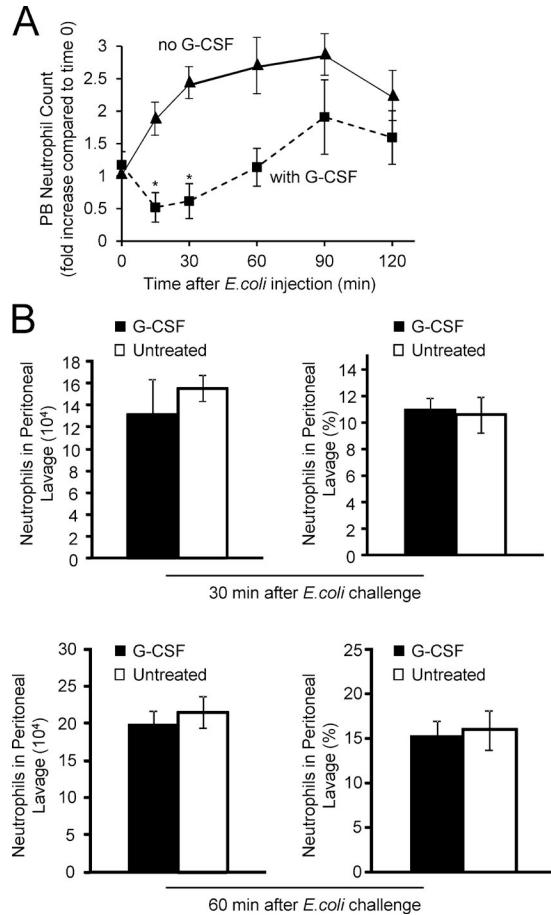 A
PB Neutrophil Count
(fold increase compared to time 0)
3
2.5
2
1.5
1
0.5
0
no G-CSF
with G-CSF
*
*
0
30
60
90
120
Time after E.coli injection (min)
B
G-CSF
Untreated
Neutrophils in Peritoneal
Lavage (10⁴)
18
16
14
12
10
8
6
4
2
0
G-CSF
Untreated
Neutrophils in Peritoneal
Lavage (%)
14
12
10
8
6
4
2
0
30 min after E.coli challenge
G-CSF
Untreated
Neutrophils in Peritoneal
Lavage (10⁴)
30
25
20
15
10
5
0
G-CSF
Untreated
Neutrophils in Peritoneal
Lavage (%)
25
20
15
10
5
0
60 min after E.coli challenge